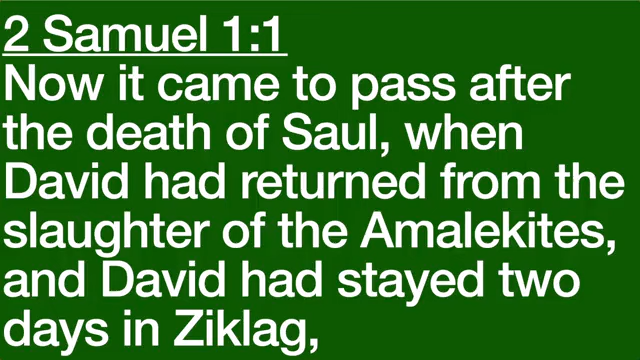 2 Samuel 1:1
Now it came to pass after
the death of Saul, when
David had returned from the
slaughter of the Amalekites,
and David had stayed two
days in Ziklag,